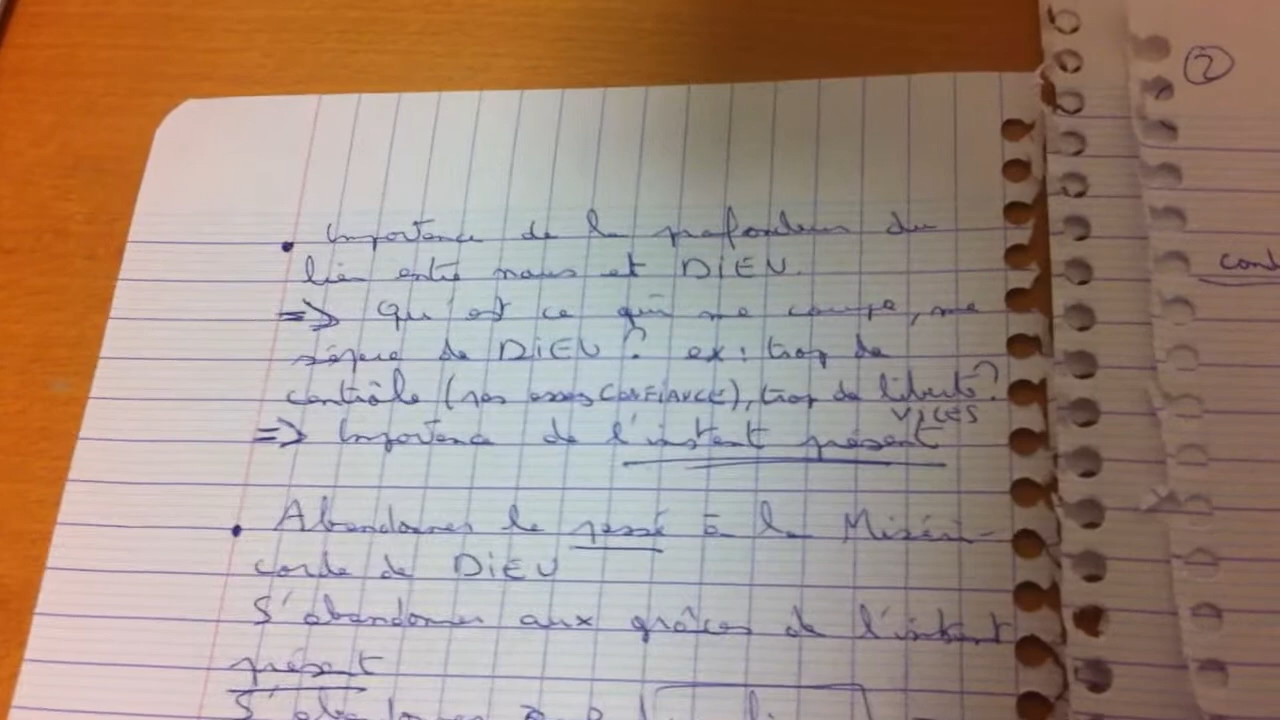 ②
• Importance de la profondeur du
lien entre nous et DIEU.
=> Qu'est ce qui me coupe, me
sépare de DIEU ? ex : trop de
contrôle (pas assez CONFIANCE), trop de liberté ?
VICES
=> Importance de l'instant présent
• Abandonner le passé à la Miséri-
corde de DIEU
S'abandonner aux grâces de l'instant
présent